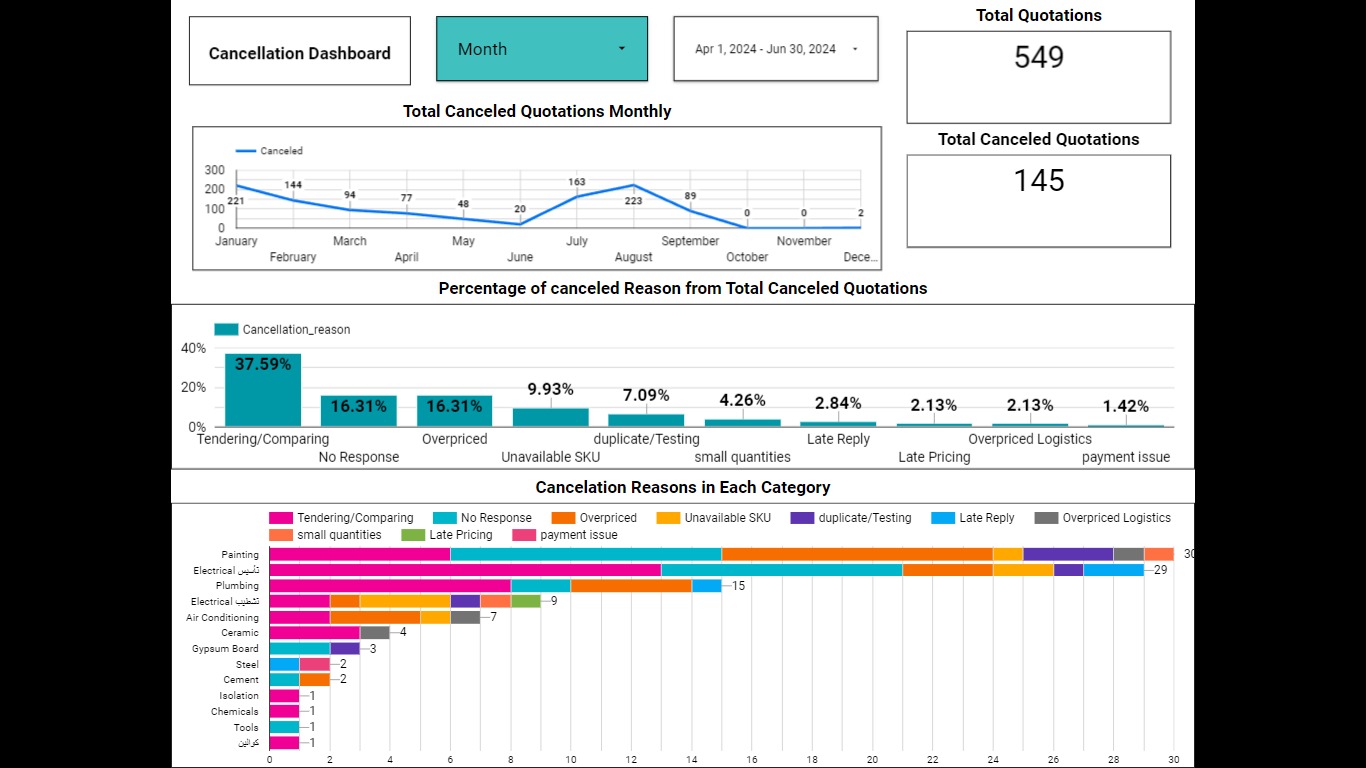 Cancellation Dashboard
Month
Apr 1, 2024 - Jun 30, 2024
Total Quotations
549
Total Canceled Quotations
145
Total Canceled Quotations Monthly
Canceled
300
200
100
0
221
144
94
77
48
20
163
223
89
0
0
2
January
February
March
April
May
June
July
August
September
October
November
Dece...
Percentage of canceled Reason from Total Canceled Quotations
Cancellation_reason
40%
20%
0%
37.59%
16.31%
16.31%
9.93%
7.09%
4.26%
2.84%
2.13%
2.13%
1.42%
Tendering/Comparing
No Response
Overpriced
Unavailable SKU
duplicate/Testing
small quantities
Late Reply
Late Pricing
Overpriced Logistics
payment issue
Cancelation Reasons in Each Category
Tendering/Comparing No Response Overpriced Unavailable SKU duplicate/Testing Late Reply Overpriced Logistics
small quantities Late Pricing payment issue
Painting 30
Electrical تأسيس 29
Plumbing 15
Electrical تشطيب 9
Air Conditioning 7
Ceramic 4
Gypsum Board 3
Steel 2
Cement 2
Isolation 1
Chemicals 1
Tools 1
كوالين 1
0 2 4 6 8 10 12 14 16 18 20 22 24 26 28 30